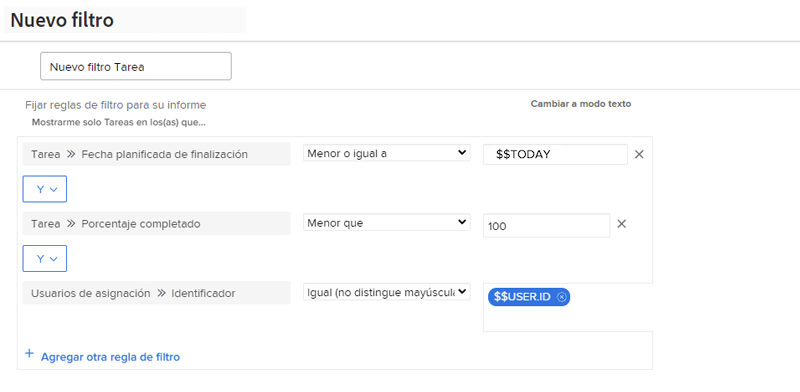 Nuevo filtro
Nuevo filtro Tarea
Fijar reglas de filtro para su informe
Cambiar a modo texto
Mostrarme solo Tareas en los(as) que...
Tarea » Fecha planificada de finalización Menor o igual a $$TODAY
Y
Tarea » Porcentaje completado Menor que 100
Y
Usuarios de asignación » Identificador Igual (no distingue mayúscula $$USER.ID
+ Agregar otra regla de filtro